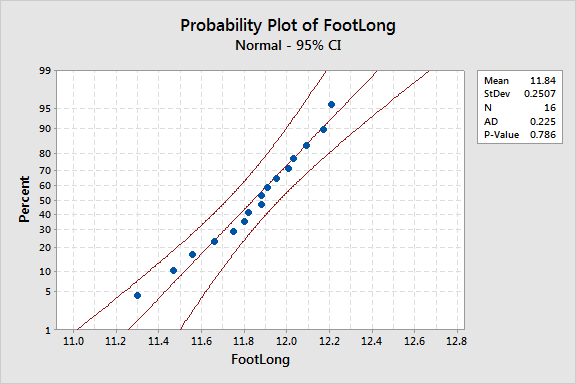 Probability Plot of FootLong
Normal - 95% CI
Mean 11.84
StDev 0.2507
N 16
AD 0.225
P-Value 0.786
Percent
99
95
90
80
70
60
50
40
30
20
10
5
1
11.0 11.2 11.4 11.6 11.8 12.0 12.2 12.4 12.6 12.8
FootLong